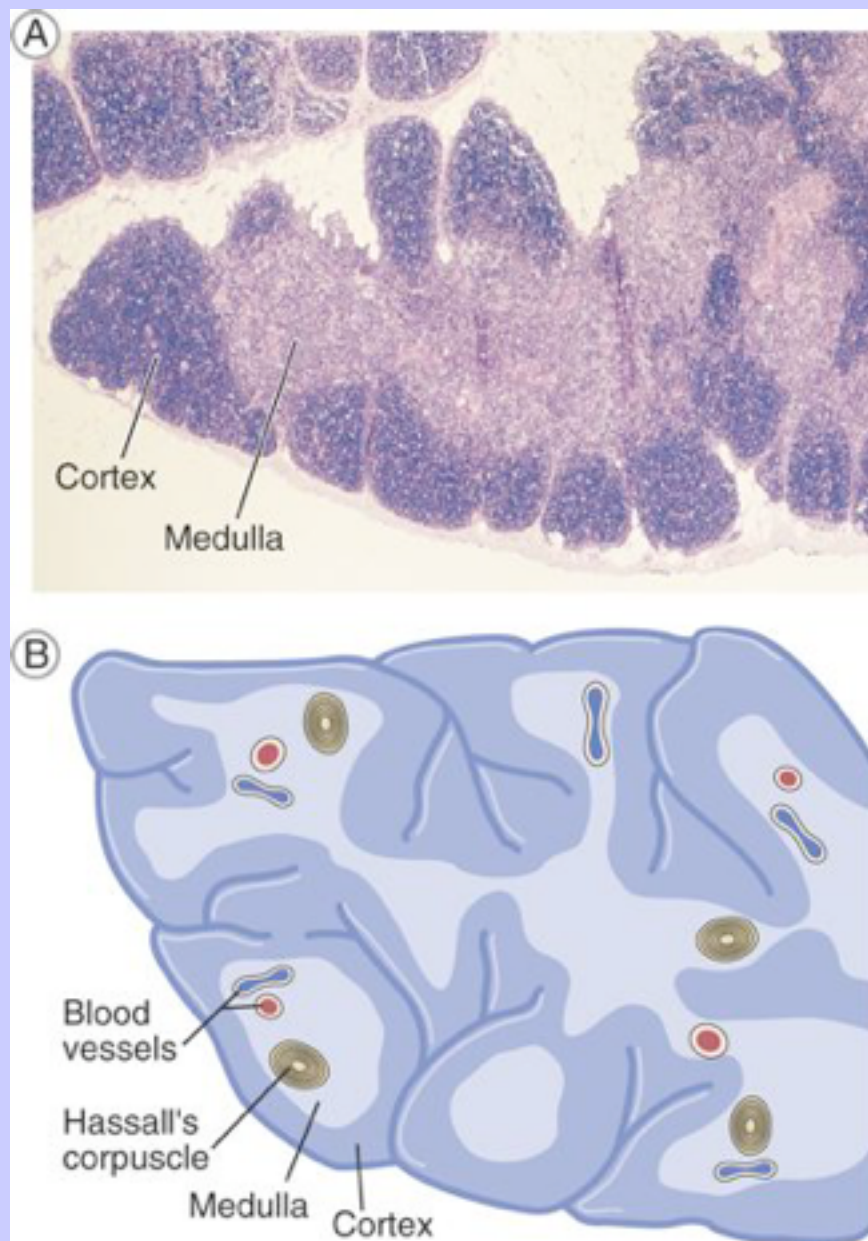 A
Cortex
Medulla
B
Blood
vessels
Hassall's
corpuscle
Medulla
Cortex